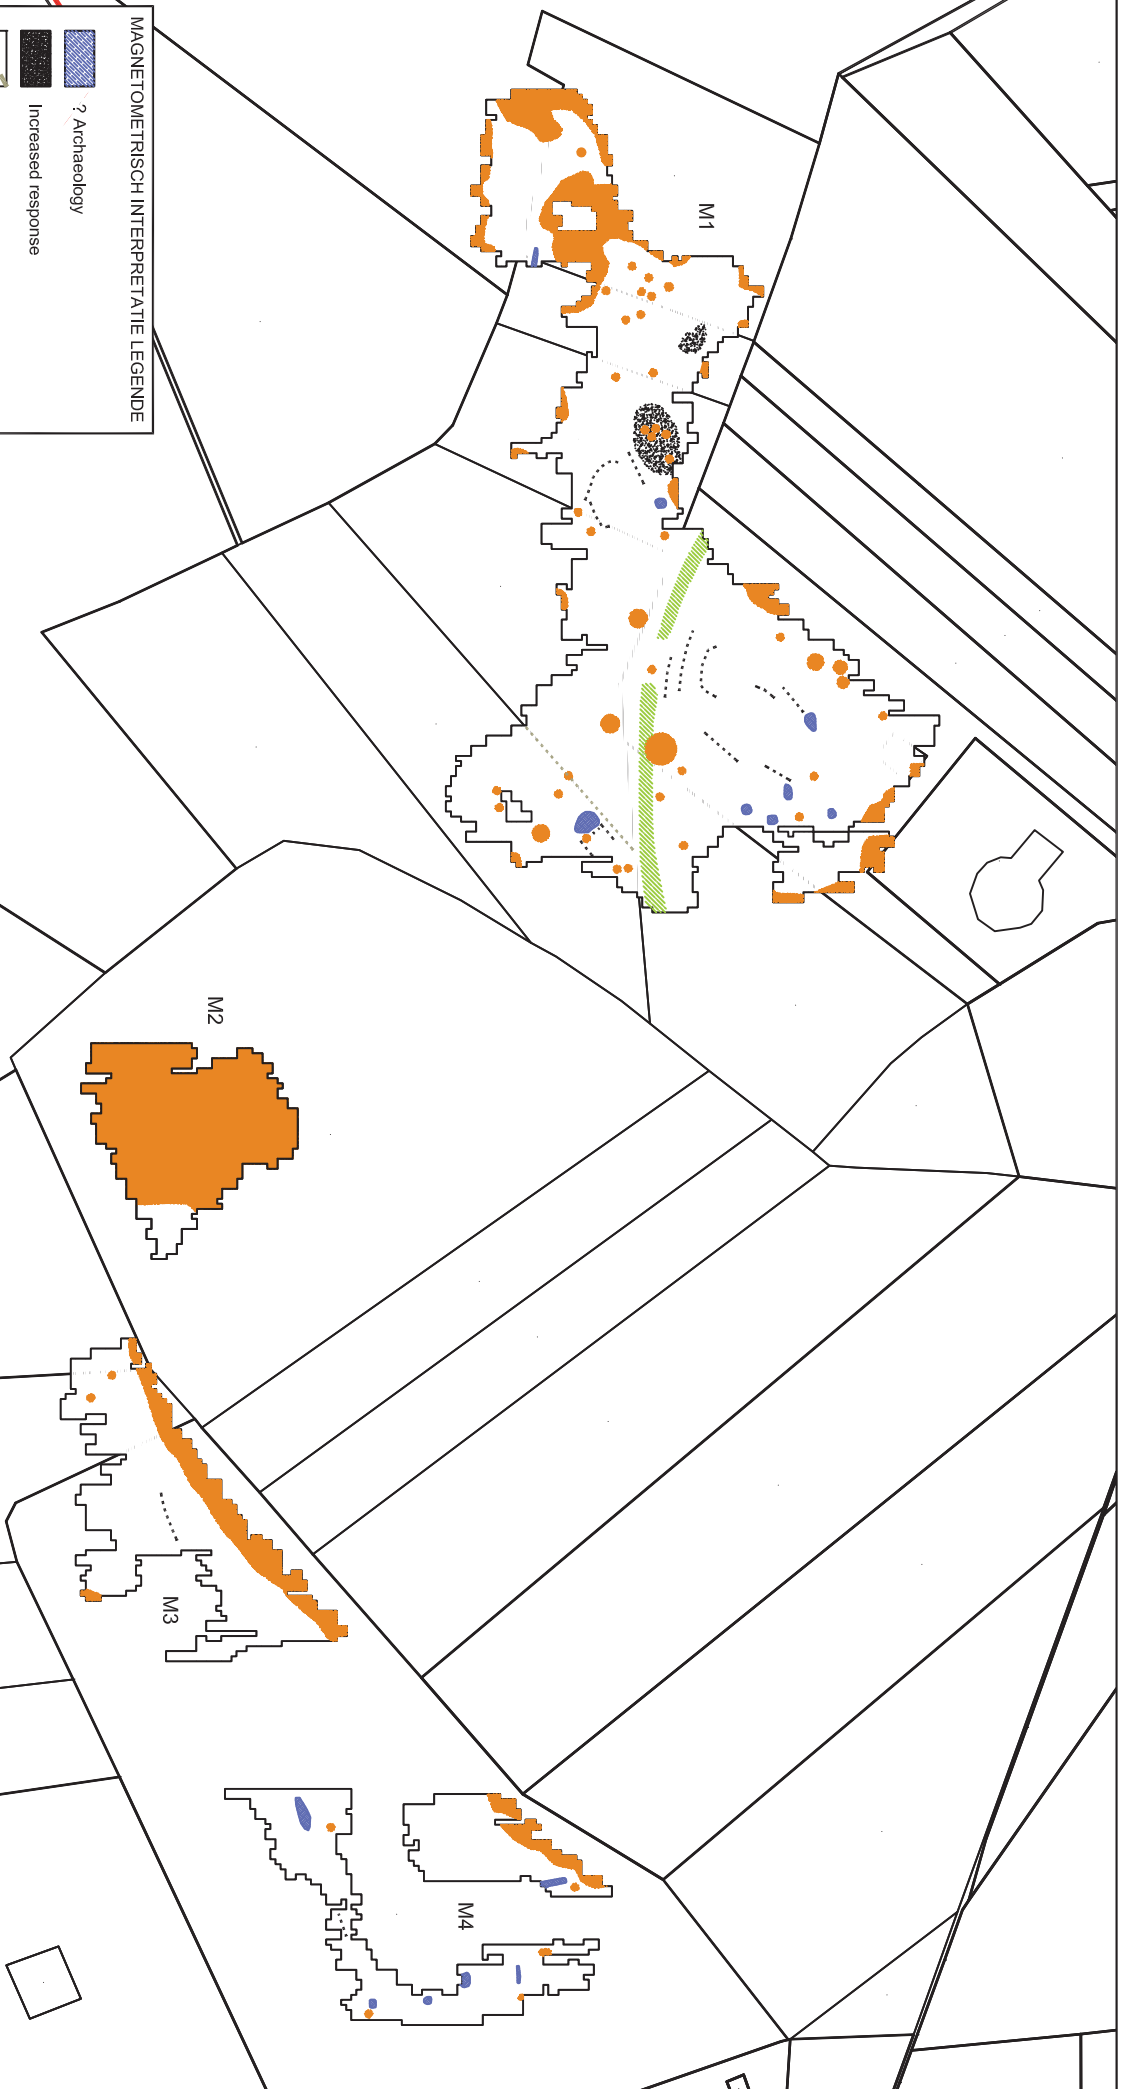 MAGNETOMETRISCH INTERPRETATIE LEGENDE
? Archaeology
Increased response
M1
M2
M3
M4